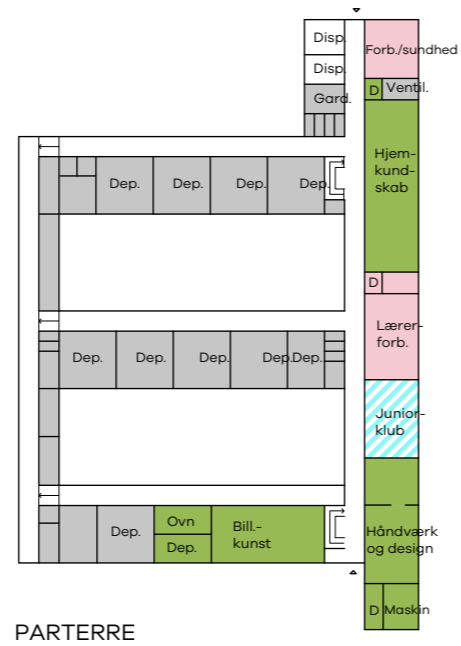 Disp.
Forb./sundhed
Disp.
D
Ventil.
Gard.
Hjem-
kund-
skab
Dep.
Dep.
Dep.
Dep.
D
Lærer-
forb.
Dep.
Dep.
Dep.
Dep.
Dep.
Junior-
klub
Ovn
Dep.
Dep.
Bill.-
kunst
Håndværk
og design
D
Maskin
PARTERRE